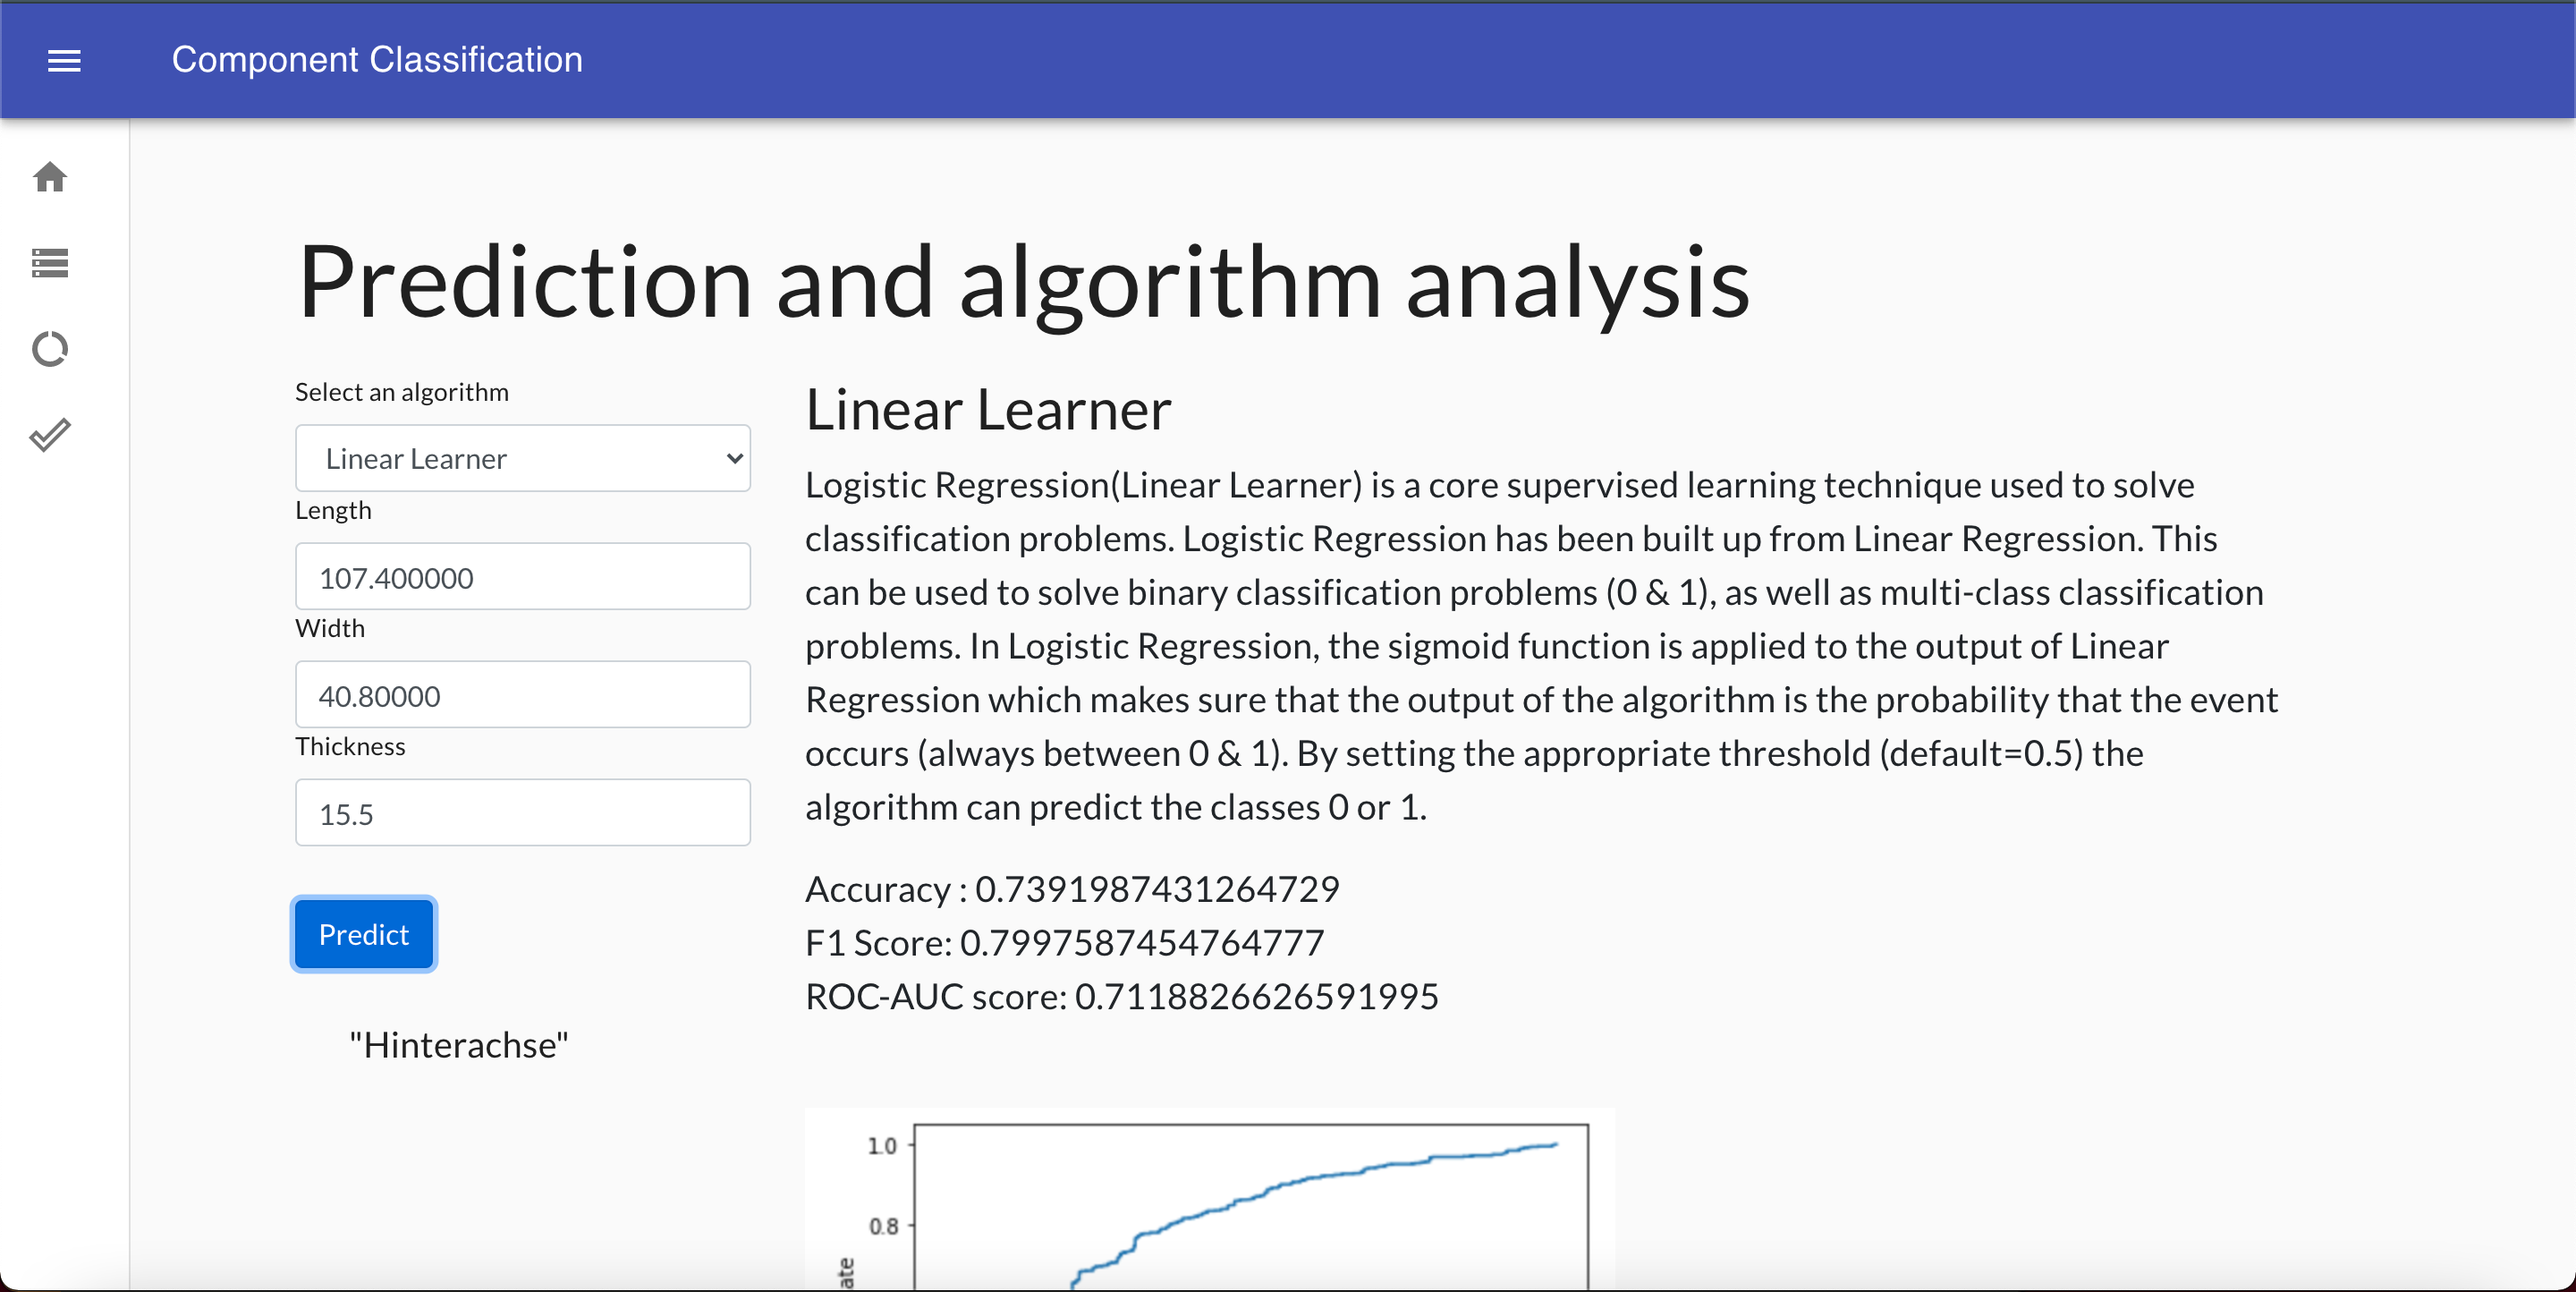 Component Classification
Prediction and algorithm analysis
Select an algorithm
Linear Learner
Length
107.400000
Width
40.80000
Thickness
15.5
Predict
"Hinterachse"
Linear Learner
Logistic Regression(Linear Learner) is a core supervised learning technique used to solve
classification problems. Logistic Regression has been built up from Linear Regression. This
can be used to solve binary classification problems (0 & 1), as well as multi-class classification
problems. In Logistic Regression, the sigmoid function is applied to the output of Linear
Regression which makes sure that the output of the algorithm is the probability that the event
occurs (always between 0 & 1). By setting the appropriate threshold (default=0.5) the
algorithm can predict the classes 0 or 1.
Accuracy : 0.7391987431264729
F1 Score: 0.7997587454764777
ROC-AUC score: 0.7118826626591995
1.0
0.8
ate